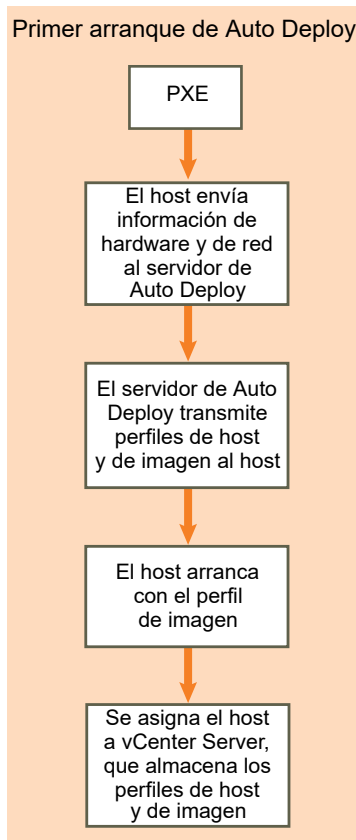 Primer arranque de Auto Deploy
PXE
El host envía
información de
hardware y de red
al servidor de
Auto Deploy
El servidor de Auto
Deploy transmite
perfiles de host
y de imagen al host
El host arranca
con el perfil
de imagen
Se asigna el host
a vCenter Server,
que almacena los
perfiles de host
y de imagen